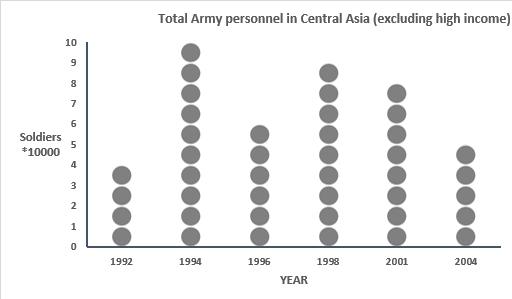 Total Army personnel in Central Asia (excluding high income)
10
9
8
7
6
Soldiers 5
*10000
4
3
2
1
0
1992 1994 1996 1998 2001 2004
YEAR